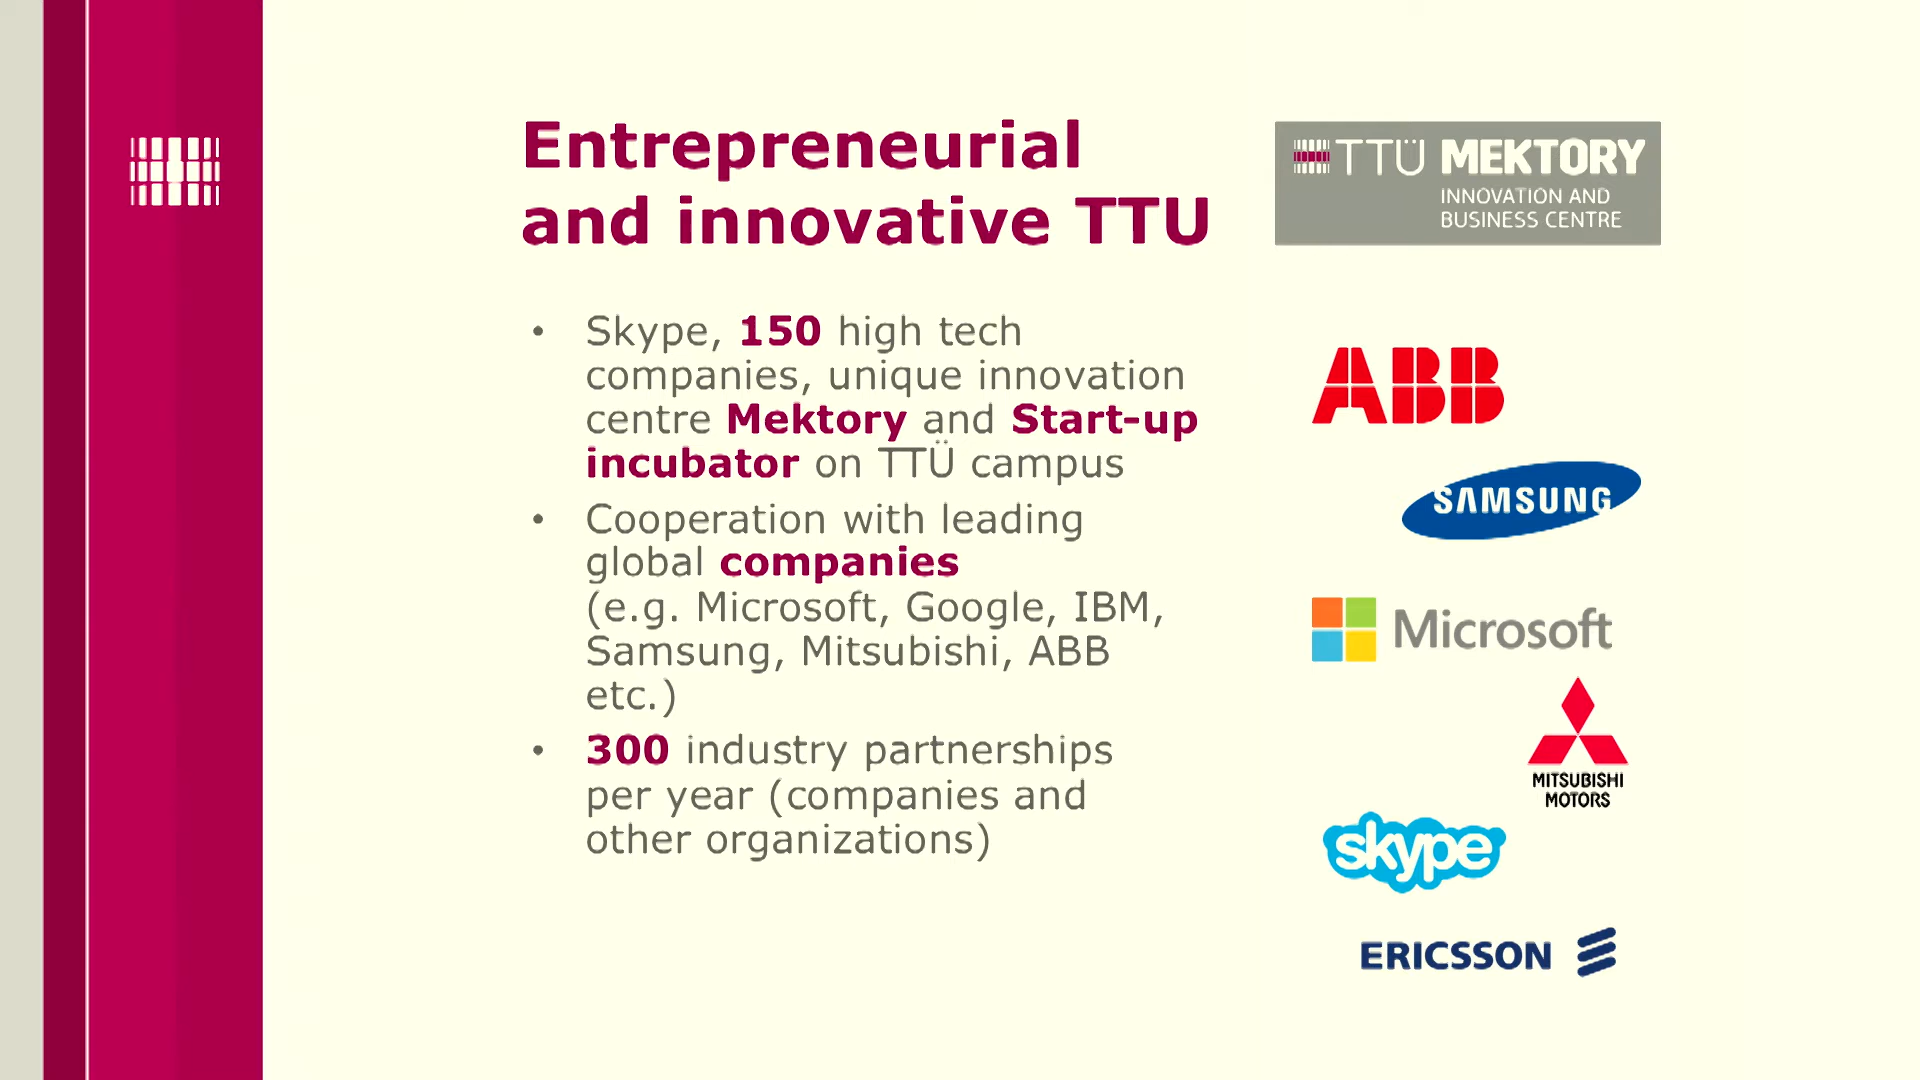 Entrepreneurial
and innovative TTU
• Skype, 150 high tech
companies, unique innovation
centre Mektory and Start-up
incubator on TTÜ campus
• Cooperation with leading
global companies
(e.g. Microsoft, Google, IBM,
Samsung, Mitsubishi, ABB
etc.)
• 300 industry partnerships
per year (companies and
other organizations)
TTÜ MEKTORY
INNOVATION AND
BUSINESS CENTRE
ABB
SAMSUNG
Microsoft
MITSUBISHI
MOTORS
skype
ERICSSON